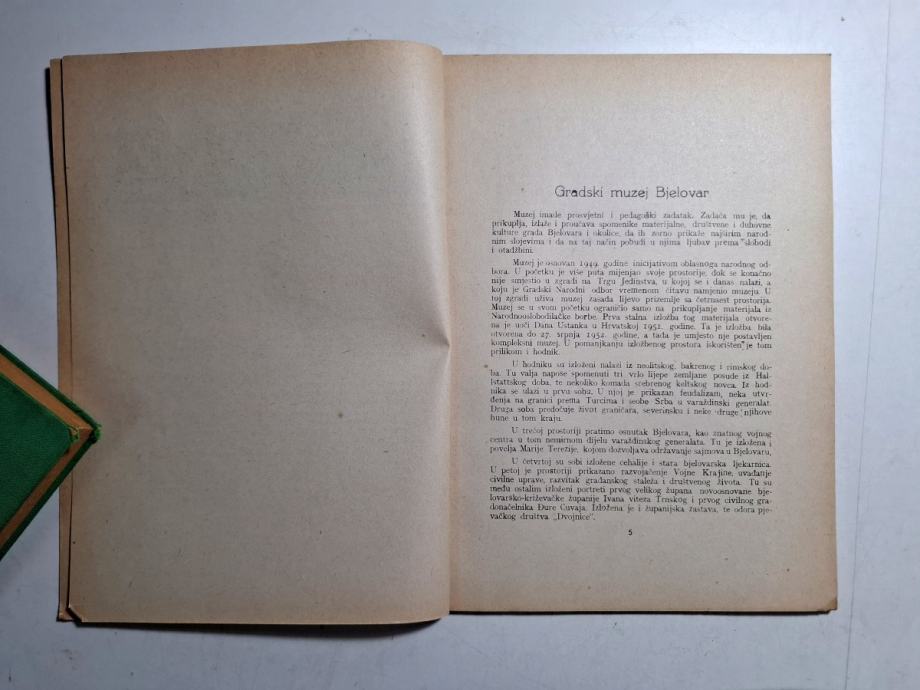 Gradski muzej Bjelovar
Muzej imade prosvjetni i pedagoški zadatak. Zadaća mu je, da
prikuplja, izlaže i proučava spomenike materijalne, društvene i duhovne
kulture grada Bjelovara i okolice, da ih zorno prikaže najširim narod-
nim slojevima i da na taj način pobudi u njima ljubav prema slobodi
i otadžbini.
Muzej je osnovan 1949. godine inicijativom oblasnoga narodnog od-
bora. U početku je više puta mijenjao svoje prostorije, dok se konačno
nije smjestio u zgradi na Trgu Jedinstva, u kojoj se i danas nalazi, a
koju je Gradski Narodni odbor vremenom čitavu namjenio muzeju. U
toj zgradi uživa muzej zasada lijevo prizemlje sa četrnaest prostorija.
Muzej se u svom početku ograničio samo na prikupljanje materijala iz
Narodnooslobodilačke borbe. Prva stalna izložba tog materijala otvore-
na je uoči Dana Ustanka u Hrvatskoj 1951. godine. Ta je izložba bila
otvorena do 27. srpnja 1952. godine, a tada je umjesto nje postavljen
kompleksni muzej. U pomanjkanju izložbenog prostora iskorišten je tom
prilikom i hodnik.
U hodniku su izloženi nalazi iz neolitskog, bakrenog i rimskog do-
ba. Tu valja napose spomenuti tri vrlo lijepe zemljane posude iz Hal-
lstattskog doba, te nekoliko komada srebrenog keltskog novca. Iz hod-
nika se ulazi u prvu sobu. U njoj je prikazan feudalizam, neka utvr-
đenja na granici prema Turcima i seobe Srba u varaždinski generalat.
Druga soba predočuje život graničara, severinsku i neke druge njihove
bune u tom kraju.
U trećoj prostoriji pratimo osnutak Bjelovara, kao znatnog vojnog
centra u tom nemirnom dijelu varaždinskog generalata. Tu je izložena i
povelja Marije Terezije, kojom dozvoljava održavanje sajmova u Bjelovaru,
U četvrtoj su sobi izložene cehalije i stara bjelovarska ljekarnica.
U petoj je prostoriji prikazano razvojačenje Vojne Krajine, uvađanje
civilne uprave, razvitak građanskog staleža i društvenog života. Tu su
među ostalim izloženi portreti prvog velikog župana novoosnovane bje-
lovarsko-križevačke županije Ivana viteza Trnskog i prvog civilnog gra-
donačelnika Đure Čuvaja. Izložena je i županijska zastava, te odora pje-
vačkog društva „Dvojnice".
5